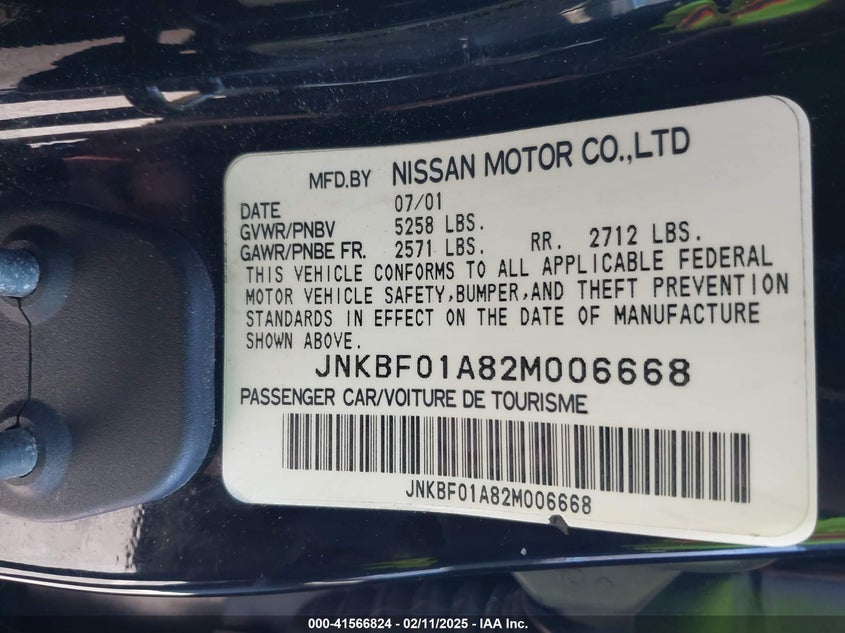 MFD.BY NISSAN MOTOR CO.,LTD
DATE 07/01
GVWR/PNBV 5258 LBS.
GAWR/PNBE FR. 2571 LBS. RR. 2712 LBS.
THIS VEHICLE CONFORMS TO ALL APPLICABLE FEDERAL
MOTOR VEHICLE SAFETY,BUMPER,AND THEFT PREVENTION
STANDARDS IN EFFECT ON THE DATE OF MANUFACTURE
SHOWN ABOVE.
JNKBF01A82M006668
PASSENGER CAR/VOITURE DE TOURISME
JNKBF01A82M006668
000-41566824 - 02/11/2025 - IAA Inc.